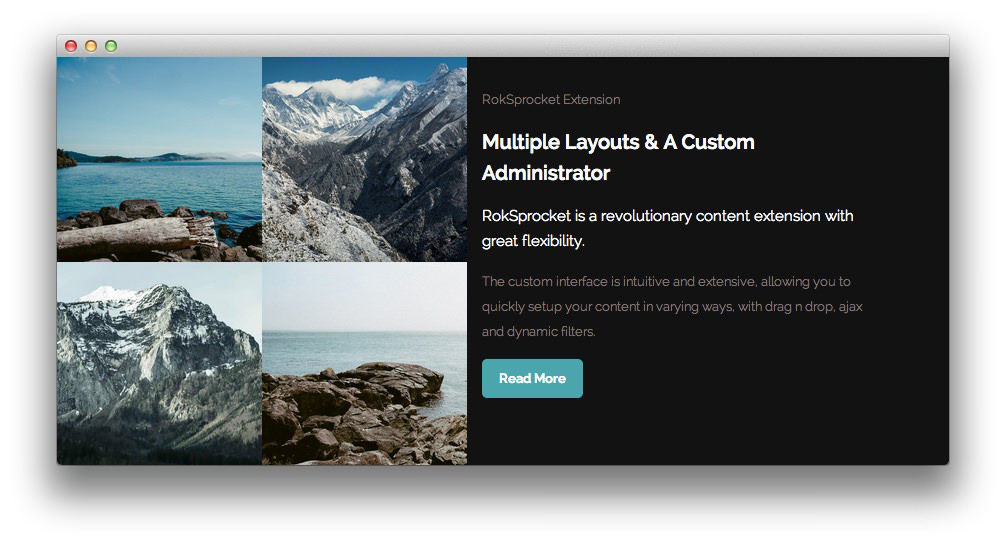 RokSprocket Extension
Multiple Layouts & A Custom
Administrator
RokSprocket is a revolutionary content extension with
great flexibility.
The custom interface is intuitive and extensive, allowing you to
quickly setup your content in varying ways, with drag n drop, ajax
and dynamic filters.
Read More